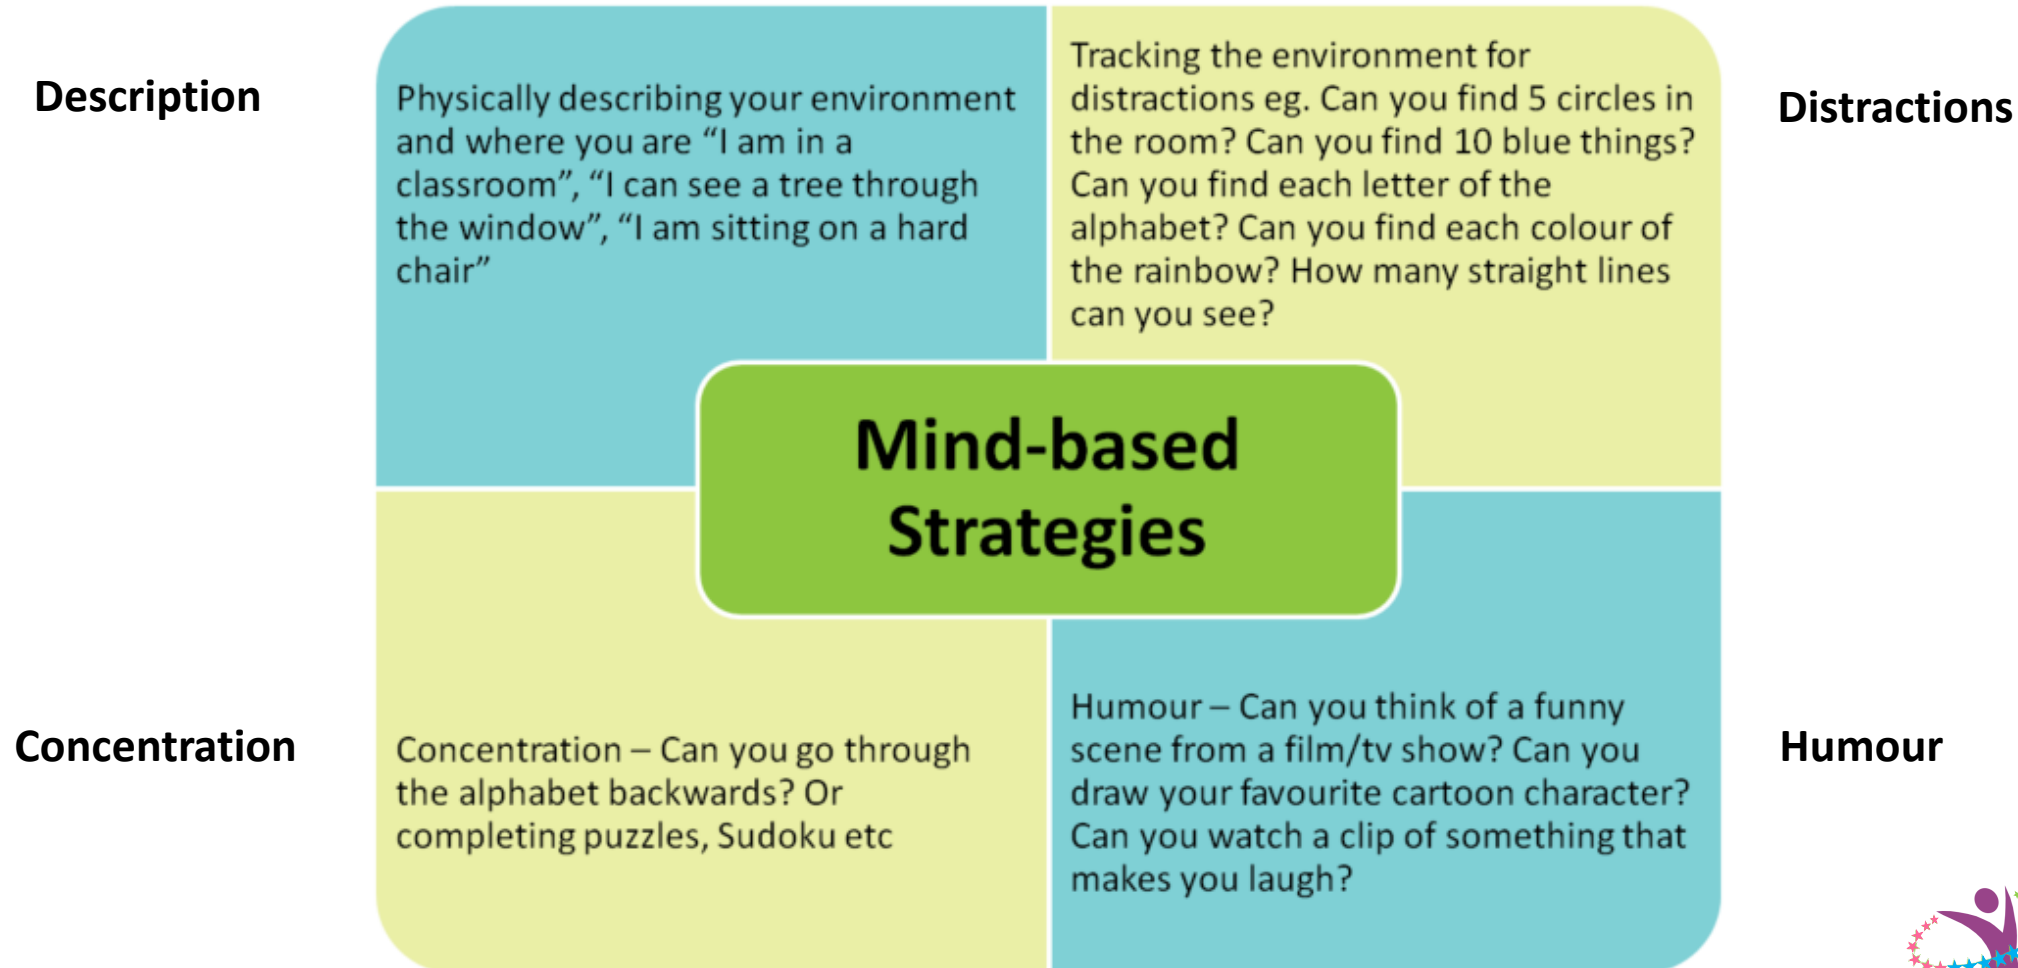 Description
Physically describing your environment
and where you are “I am in a
classroom”, “I can see a tree through
the window”, “I am sitting on a hard
chair”
Tracking the environment for
distractions eg. Can you find 5 circles in
the room? Can you find 10 blue things?
Can you find each letter of the
alphabet? Can you find each colour of
the rainbow? How many straight lines
can you see?
Distractions
Mind-based
Strategies
Concentration
Concentration – Can you go through
the alphabet backwards? Or
completing puzzles, Sudoku etc
Humour – Can you think of a funny
scene from a film/tv show? Can you
draw your favourite cartoon character?
Can you watch a clip of something that
makes you laugh?
Humour